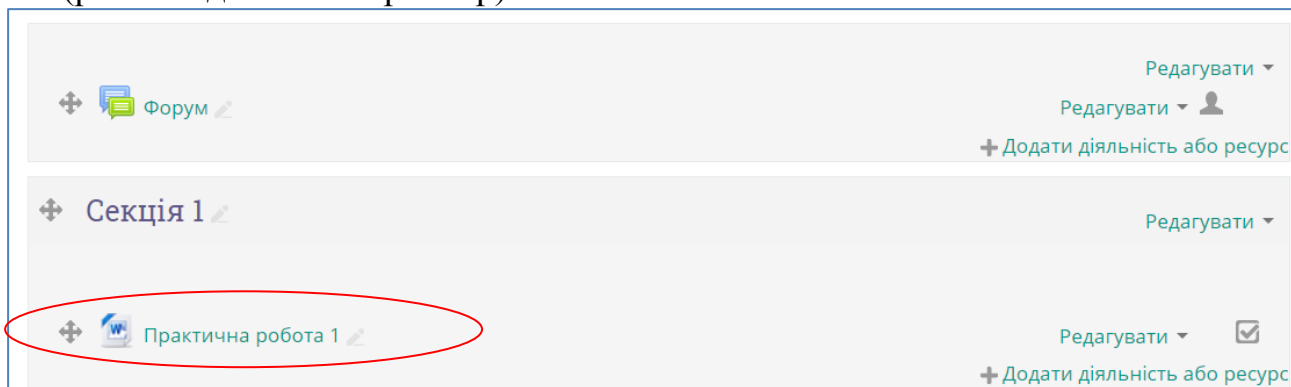 Редагувати
Форум
Редагувати
Додати діяльність або ресурс
Секція 1
Редагувати
Практична робота 1
Редагувати
Додати діяльність або ресурс